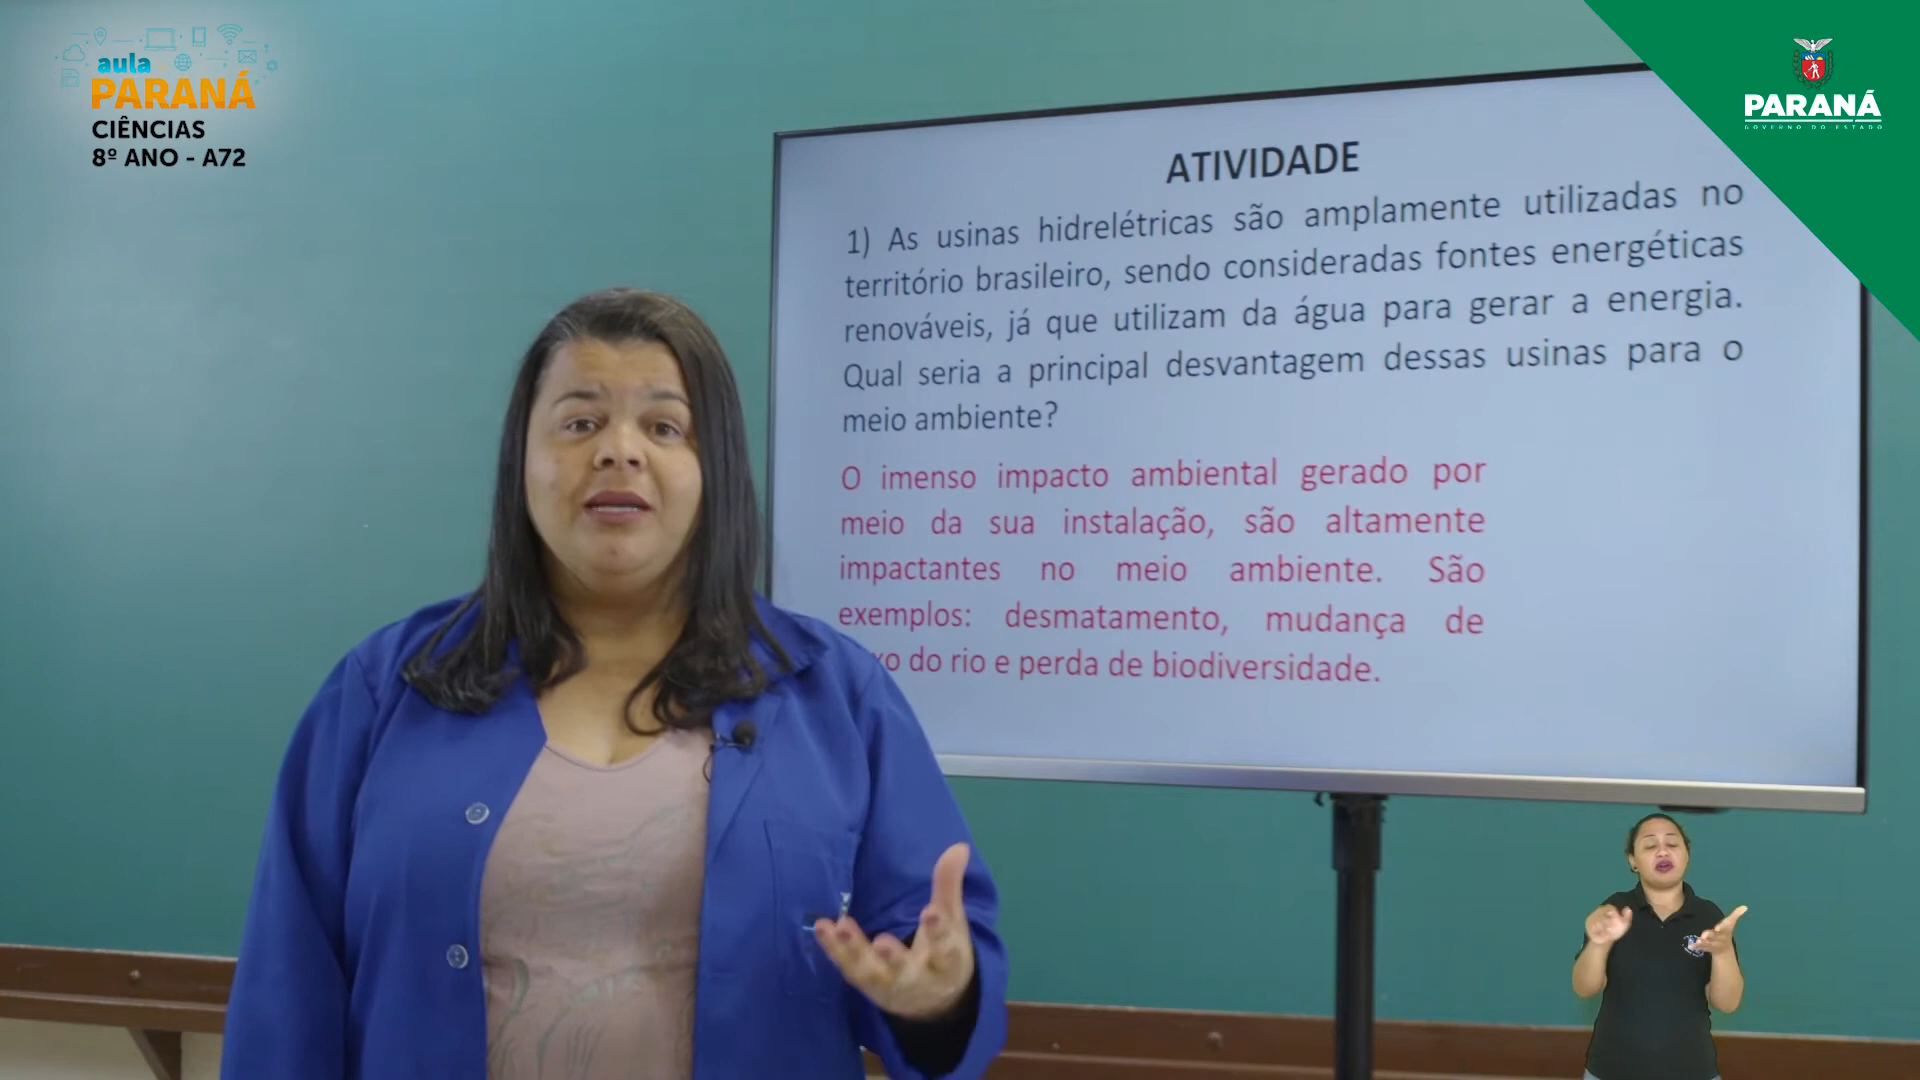 aula
PARANÁ
CIÊNCIAS
8º ANO - A72
PARANÁ
GOVERNO DO ESTADO
ATIVIDADE
1) As usinas hidrelétricas são amplamente utilizadas no
território brasileiro, sendo consideradas fontes energéticas
renováveis, já que utilizam da água para gerar a energia.
Qual seria a principal desvantagem dessas usinas para o
meio ambiente?
O imenso impacto ambiental gerado por
meio da sua instalação, são altamente
impactantes no meio ambiente. São
exemplos: desmatamento, mudança de
do rio e perda de biodiversidade.